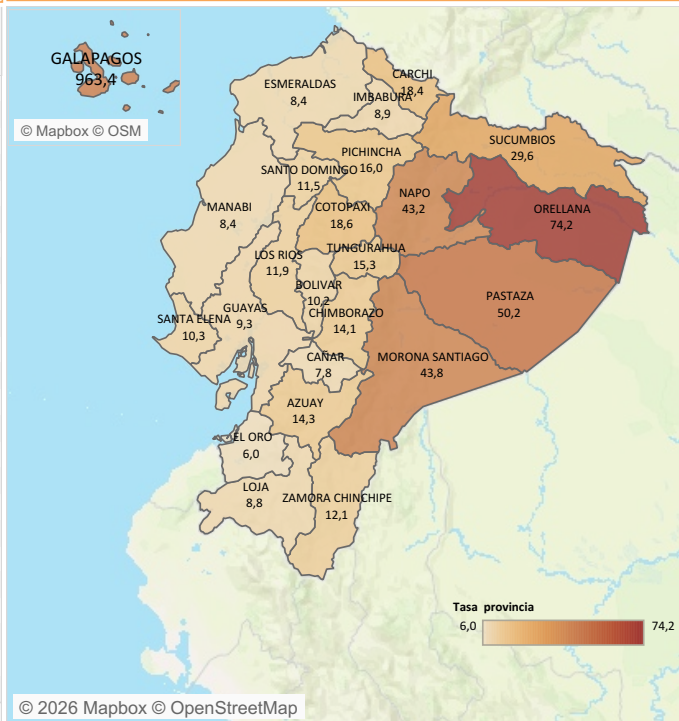 GALAPAGOS
963,4
© Mapbox © OSM
ESMERALDAS
8,4
CARCHI
18,4
IMBABURA
8,9
SUCUMBIOS
29,6
PICHINCHA
16,0
SANTO DOMINGO
11,5
NAPO
43,2
ORELLANA
74,2
MANABI
8,4
COTOPAXI
18,6
TUNGURAHUA
15,3
LOS RIOS
11,9
BOLIVAR
10,2
PASTAZA
50,2
SANTA ELENA
10,3
GUAYAS
9,3
CHIMBORAZO
14,1
CAÑAR
7,8
MORONA SANTIAGO
43,8
AZUAY
14,3
EL ORO
6,0
LOJA
8,8
ZAMORA CHINCHIPE
12,1
Tasa provincia
6,0 74,2
© 2026 Mapbox © OpenStreetMap